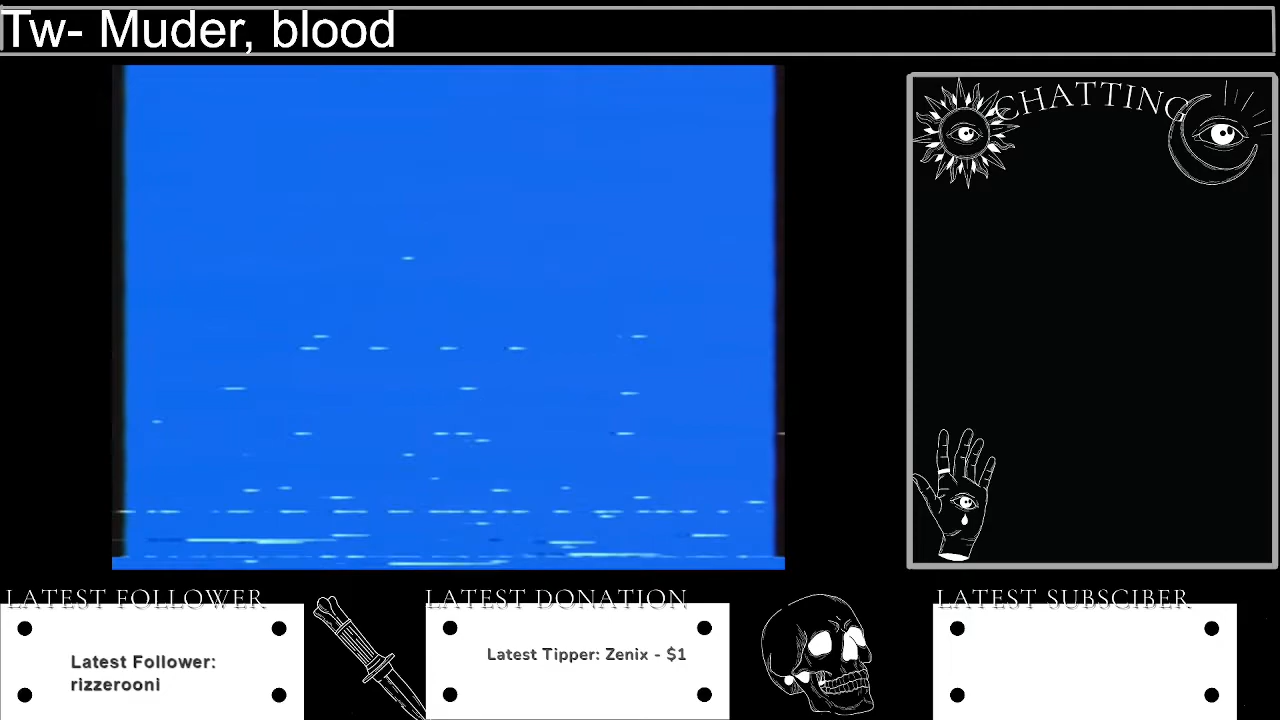 Tw- Muder, blood
CHATTING
LATEST FOLLOWER
LATEST DONATION
LATEST SUBSCIBER
Latest Follower:
rizzerooni
Latest Tipper: Zenix - $1